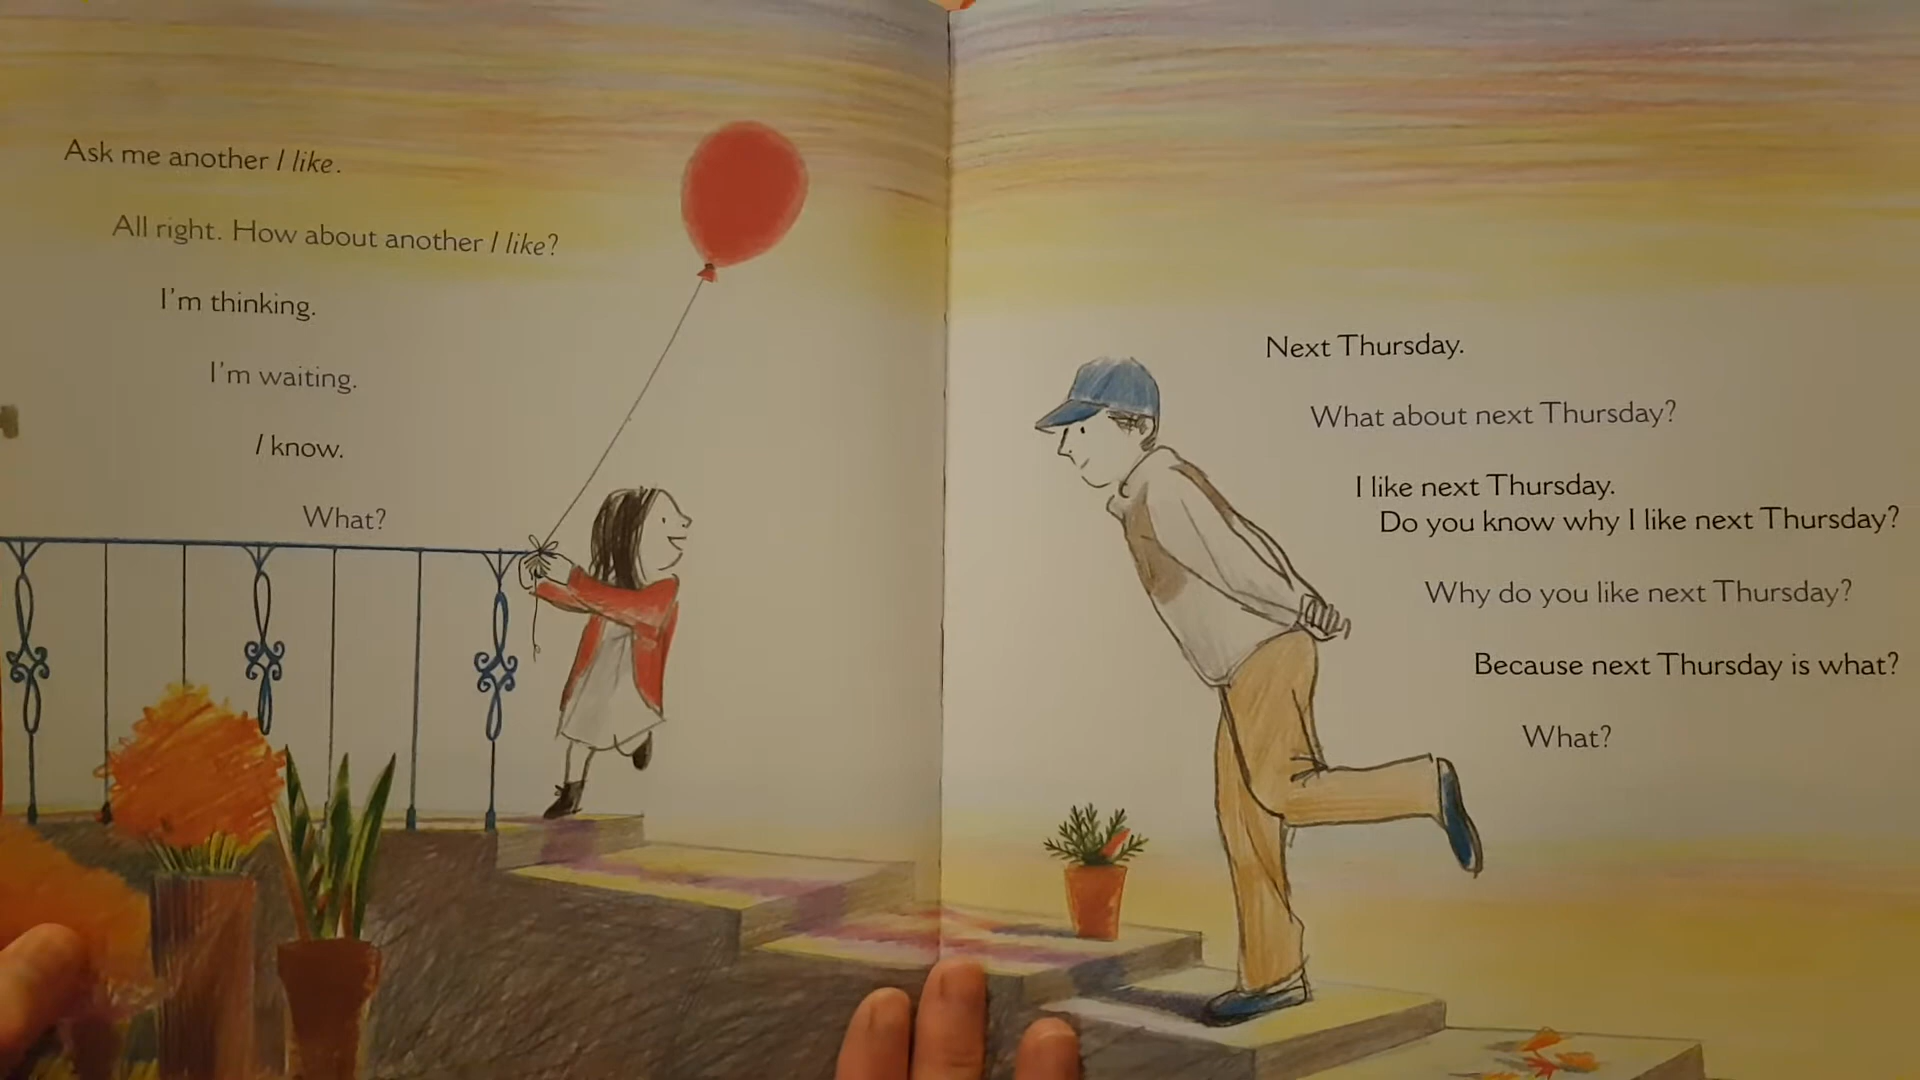 Ask me another I like.
All right. How about another I like?
I'm thinking.
I'm waiting.
I know.
What?
Next Thursday.
What about next Thursday?
I like next Thursday.
Do you know why I like next Thursday?
Why do you like next Thursday?
Because next Thursday is what?
What?